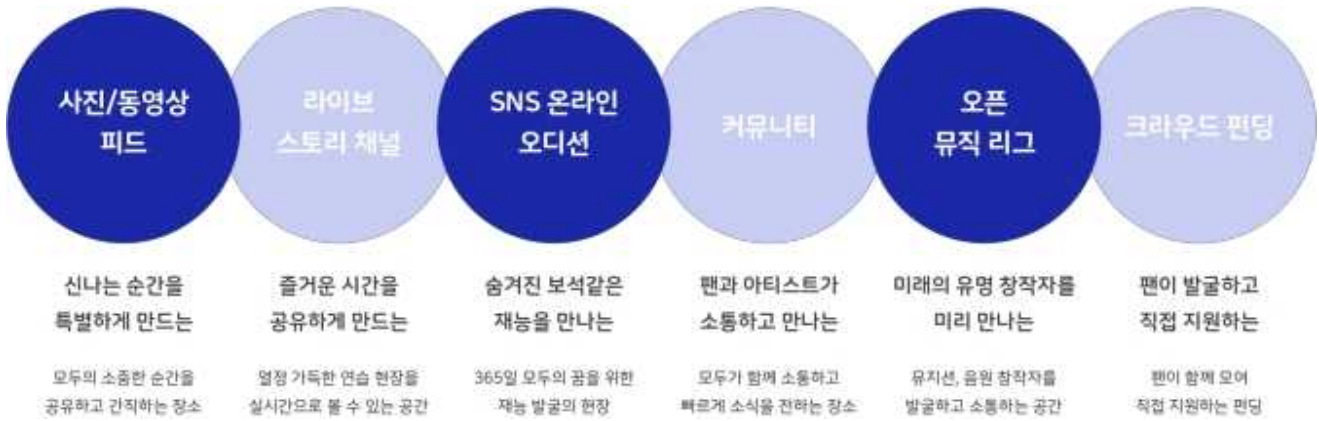 사진/동영상
피드
라이브
스토리 채널
SNS 온라인
오디션
커뮤니티
오픈
뮤직 리그
크라우드 펀딩
신나는 순간을
특별하게 만드는
즐거운 시간을
공유하게 만드는
숨겨진 보석같은
재능을 만나는
팬과 아티스트가
소통하고 만나는
미래의 유명 창작자를
미리 만나는
팬이 발굴하고
직접 지원하는
모두의 소중한 순간을
공유하고 간직하는 장소
열정 가득한 연습 현장을
실시간으로 볼 수 있는 공간
365일 모두의 꿈을 위한
재능 발굴의 현장
모두가 함께 소통하고
빠르게 소식을 전하는 장소
뮤지션, 음원 창작자를
발굴하고 소통하는 공간
팬이 함께 모여
직접 지원하는 펀딩